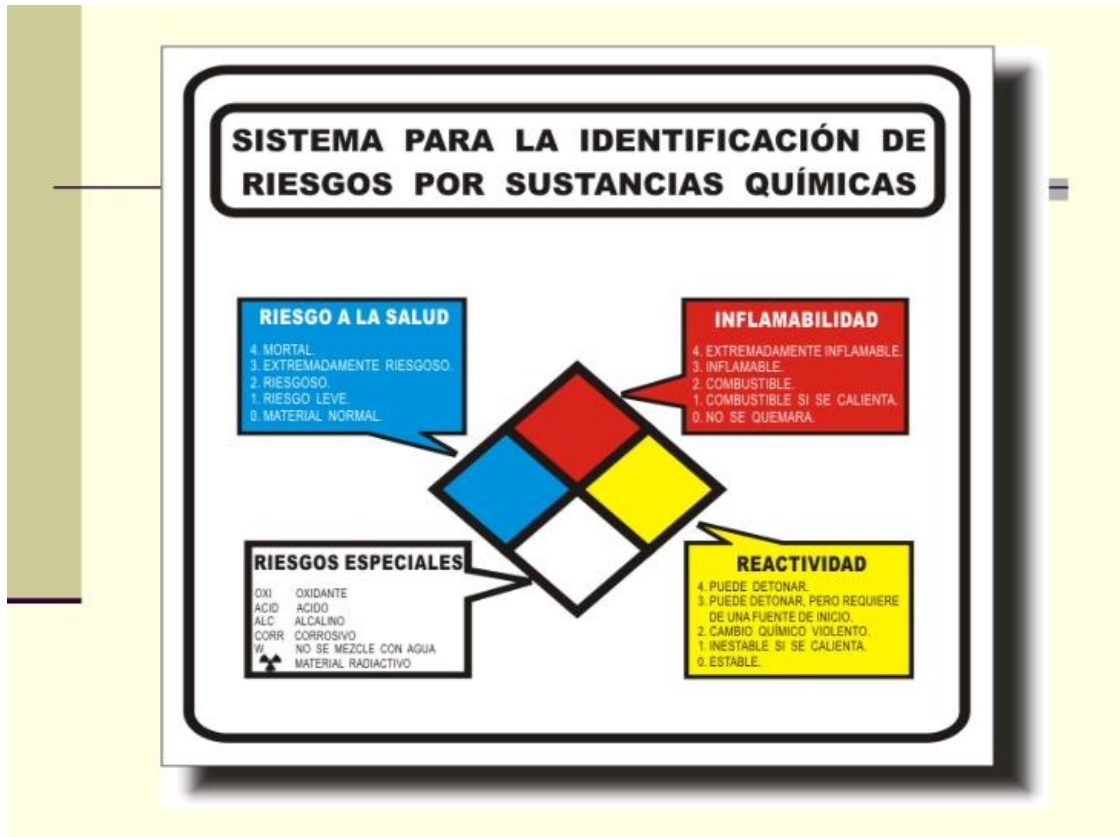 SISTEMA PARA LA IDENTIFICACIÓN DE
RIESGOS POR SUSTANCIAS QUÍMICAS
RIESGO A LA SALUD
4. MORTAL.
3. EXTREMADAMENTE RIESGOSO.
2. RIESGOSO.
1. RIESGO LEVE.
0. MATERIAL NORMAL.
INFLAMABILIDAD
4. EXTREMADAMENTE INFLAMABLE.
3. INFLAMABLE.
2. COMBUSTIBLE.
1. COMBUSTIBLE SI SE CALIENTA.
0. NO SE QUEMARA.
RIESGOS ESPECIALES
OXI OXIDANTE
ACID ACIDO
ALC ALCALINO
CORR CORROSIVO
W NO SE MEZCLE CON AGUA
MATERIAL RADIACTIVO
REACTIVIDAD
4. PUEDE DETONAR.
3. PUEDE DETONAR, PERO REQUIERE
DE UNA FUENTE DE INICIO.
2. CAMBIO QUÍMICO VIOLENTO.
1. INESTABLE SI SE CALIENTA.
0. ESTABLE.